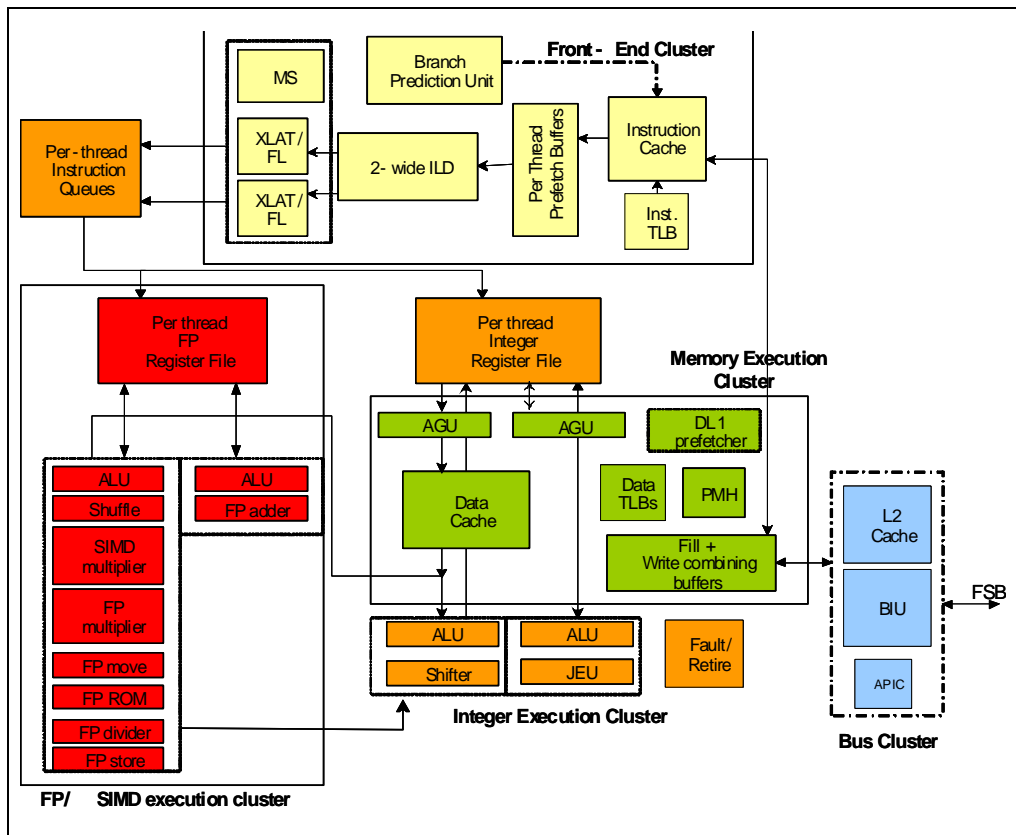 Front - End Cluster
MS
Branch
Prediction Unit
XLAT /
FL
XLAT /
FL
2- wide ILD
Per Thread
Prefetch Buffers
Instruction
Cache
Inst.
TLB
Per - thread
Instruction
Queues
Per thread
FP
Register File
Per thread
Integer
Register File
Memory Execution
Cluster
AGU
AGU
DL1
prefetcher
Data
Cache
Data
TLBs
PMH
Fill +
Write combining
buffers
ALU
Shuffle
SIMD
multiplier
FP
multiplier
FP move
FP ROM
FP divider
FP store
ALU
FP adder
ALU
Shifter
ALU
JEU
Fault/
Retire
Integer Execution Cluster
L2
Cache
BIU
APIC
FSB
Bus Cluster
FP/ SIMD execution cluster